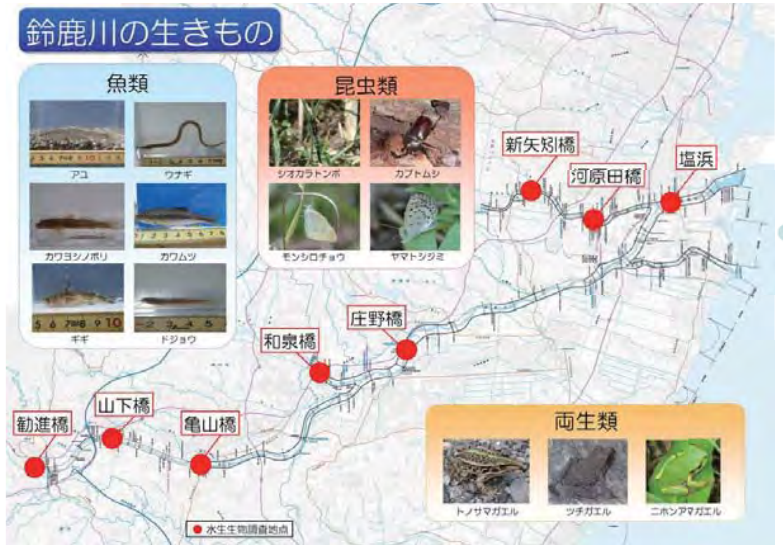 鈴鹿川の生きもの
魚類
アユ
ウナギ
カワヨシノボリ
カワムツ
ギギ
ドジョウ
昆虫類
シオカラトンボ
カブトムシ
モンシロチョウ
ヤマトシジミ
新矢矧橋
河原田橋
塩浜
庄野橋
和泉橋
亀山橋
山下橋
勧進橋
両生類
トノサマガエル
ツチガエル
ニホンアマガエル
水生生物調査地点